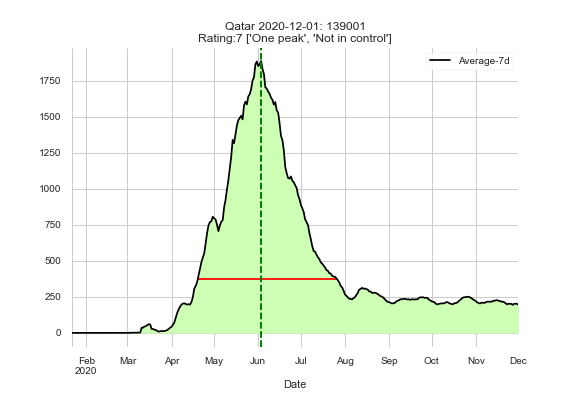 Qatar 2020-12-01: 139001
Rating:7 ['One peak', 'Not in control']
Average-7d
1750
1500
1250
1000
750
500
250
0
Feb Mar Apr May Jun Jul Aug Sep Oct Nov Dec
2020
Date